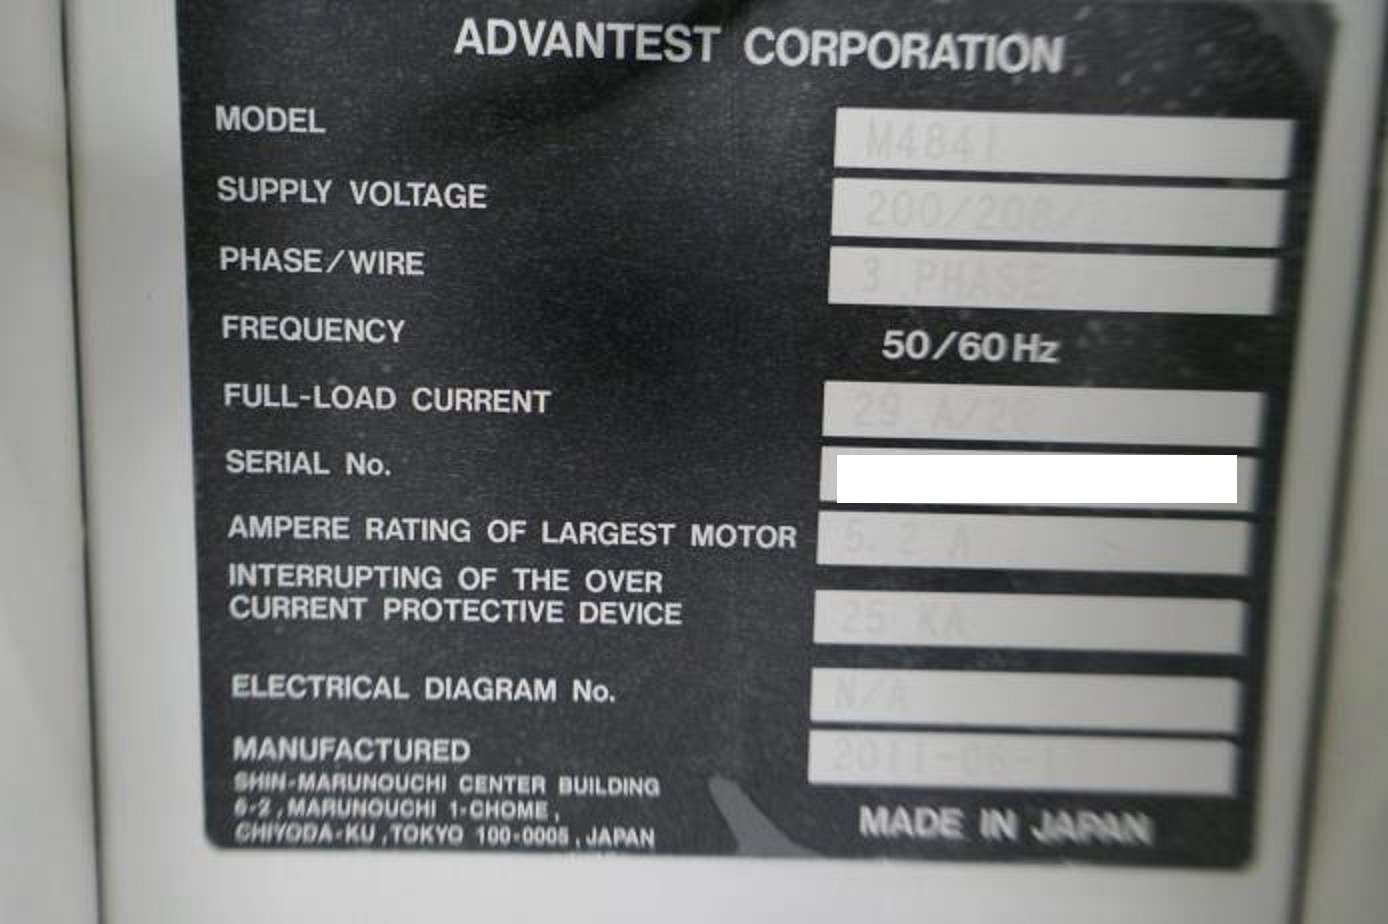 ADVANTEST CORPORATION
MODEL M4841
SUPPLY VOLTAGE 200/208/
PHASE/WIRE 3 PHASE/4
FREQUENCY 50/60Hz
FULL-LOAD CURRENT 29 A/28
SERIAL No.
AMPERE RATING OF LARGEST MOTOR 5.2 A
INTERRUPTING OF THE OVER
CURRENT PROTECTIVE DEVICE 25 KA
ELECTRICAL DIAGRAM No. N/A
MANUFACTURED 2011-06-
SHIN-MARUNOUCHI CENTER BUILDING
6-2, MARUNOUCHI 1-CHOME,
CHIYODA-KU, TOKYO 100-0005, JAPAN
MADE IN JAPAN